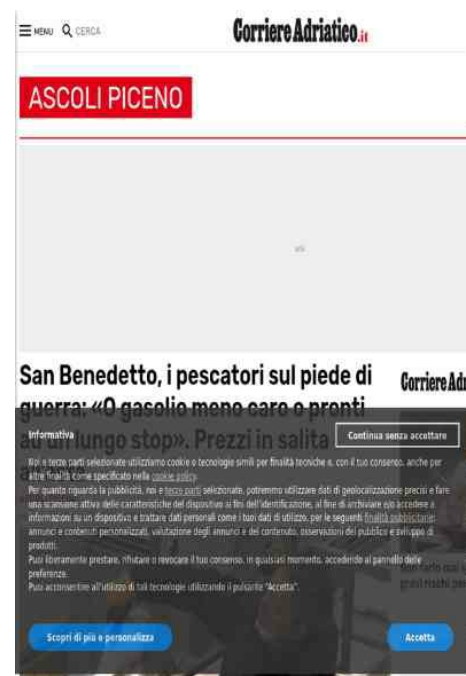 MENU CERCA Corriere Adriatico.it
ASCOLI PICENO
San Benedetto, i pescatori sul piede di
guerra: «O gasolio meno caro o pronti
ad un lungo stop». Prezzi in salita
Corriere Adr
Informativa
Continua senza accettare
Noi e terze parti selezionate utilizziamo cookie o tecnologie simili per finalità tecniche e, con il tuo consenso, anche per
altre finalità come specificato nella cookie policy.
Per quanto riguarda la pubblicità, noi e terze parti selezionate, potremmo utilizzare dati di geolocalizzazione precisi e fare
una scansione attiva delle caratteristiche del dispositivo ai fini dell'identificazione, al fine di archiviare e/o accedere a
informazioni su un dispositivo e trattare dati personali come i tuoi dati di utilizzo, per le seguenti finalità pubblicitarie:
annunci e contenuti personalizzati, valutazione degli annunci e del contenuto, osservazioni del pubblico e sviluppo di
prodotti.
Puoi liberamente prestare, rifiutare o revocare il tuo consenso, in qualsiasi momento, accedendo al pannello delle
preferenze.
Puoi acconsentire all'utilizzo di tali tecnologie utilizzando il pulsante "Accetta".
Scopri di più e personalizza
Accetta